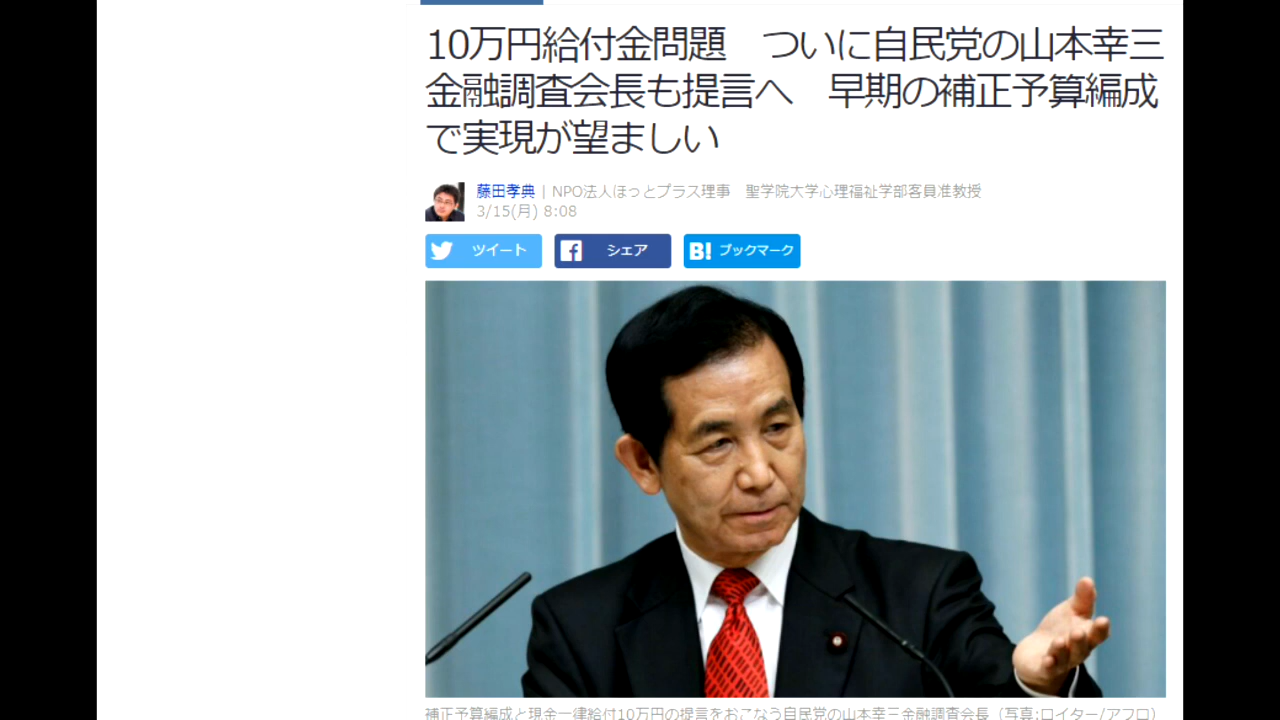 10万円給付金問題　ついに自民党の山本幸三
金融調査会長も提言へ　早期の補正予算編成
で実現が望ましい
藤田孝典 | NPO法人ほっとプラス理事　聖学院大学心理福祉学部客員准教授
3/15(月) 8:08
ツイート
シェア
B! ブックマーク
補正予算編成と現金一律給付10万円の提言をおこなう自民党の山本幸三金融調査会長（写真:ロイター/アフロ）